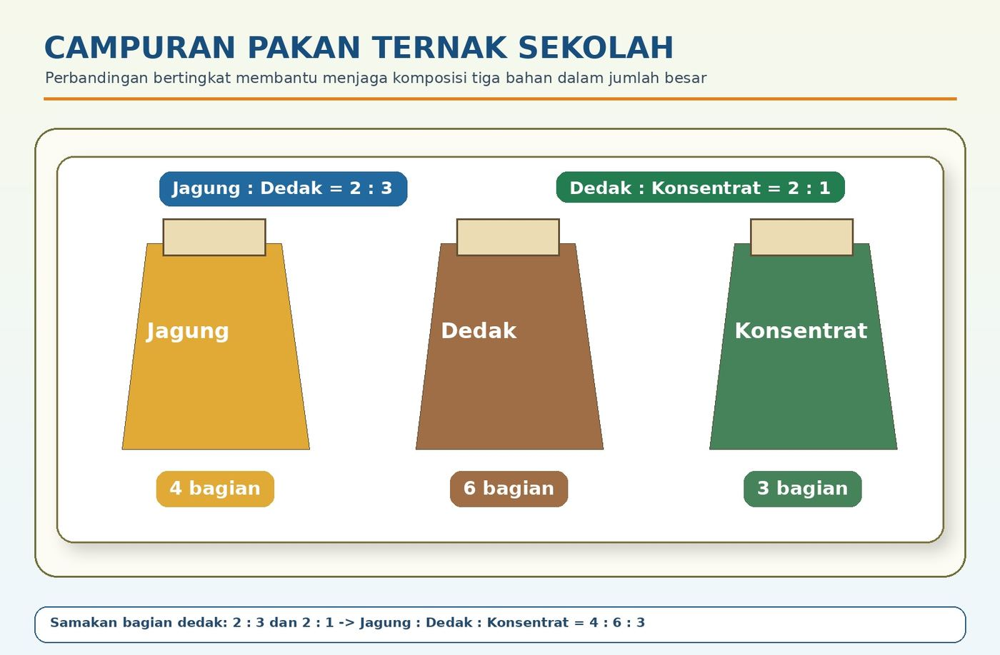 CAMPURAN PAKAN TERNAK SEKOLAH
Perbandingan bertingkat membantu menjaga komposisi tiga bahan dalam jumlah besar
Jagung : Dedak = 2 : 3
Dedak : Konsentrat = 2 : 1
Jagung
Dedak
Konsentrat
4 bagian
6 bagian
3 bagian
Samakan bagian dedak: 2 : 3 dan 2 : 1 -> Jagung : Dedak : Konsentrat = 4 : 6 : 3